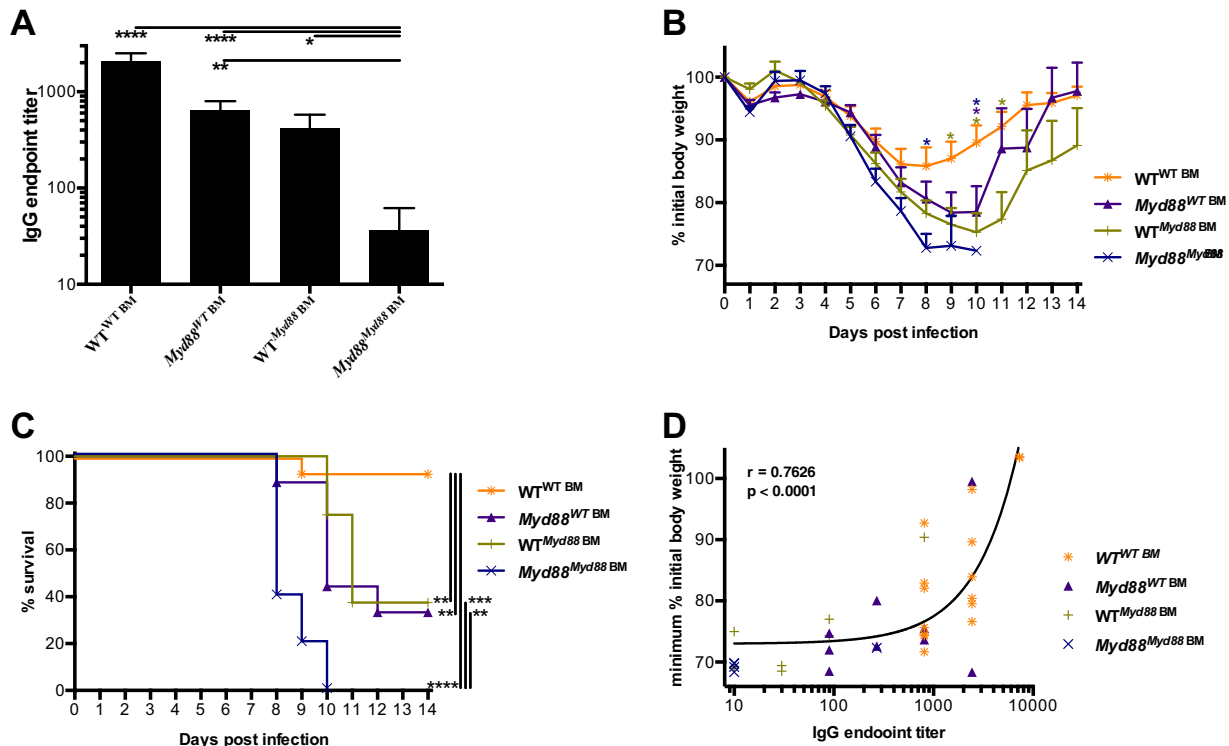 A
IgG endpoint titer
1000
100
10
****
****
*
**
WT^WT BM
Myd88^WT BM
WT^Myd88 BM
Myd88^Myd88 BM
B
% initial body weight
100
90
80
70
*
*
*
*
*
*
0 1 2 3 4 5 6 7 8 9 10 11 12 13 14
Days post infection
WT^WT BM
Myd88^WT BM
WT^Myd88 BM
C
% survival
100
80
60
40
20
0
0 1 2 3 4 5 6 7 8 9 10 11 12 13 14
Days post infection
** ***
** **
****
WT^WT BM
Myd88^WT BM
WT^Myd88 BM
Myd88^Myd88 BM
D
minimum % initial body weight
100
90
80
70
r = 0.7626
p < 0.0001
10 100 1000 10000
IgG endooint titer
WT^WT BM
Myd88^WT BM
WT^Myd88 BM
Myd88^Myd88 BM